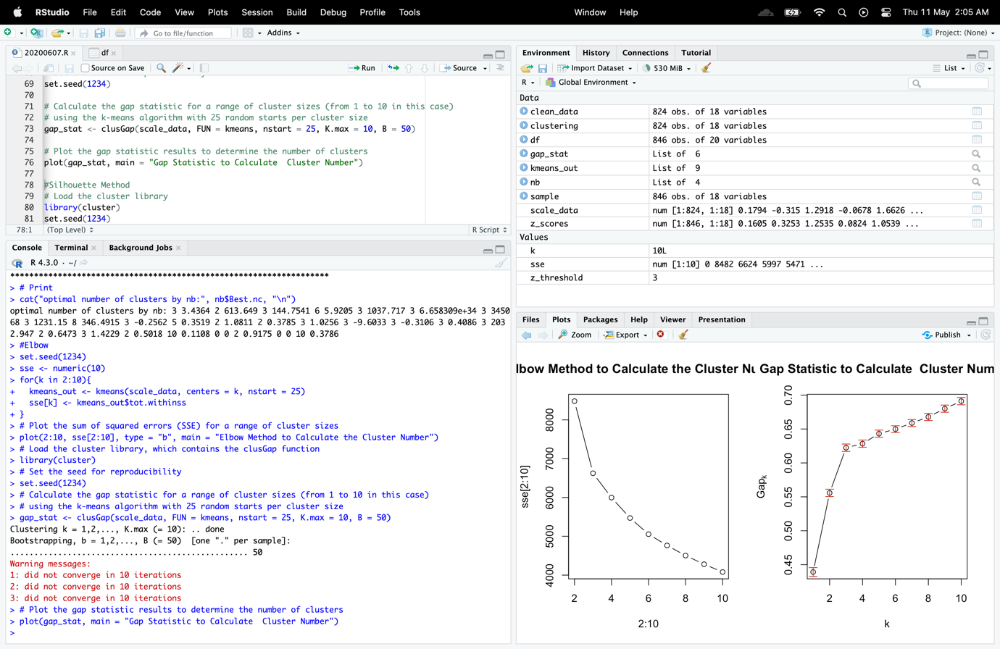 RStudio File Edit Code View Plots Session Build Debug Profile Tools Window Help Thu 11 May 2:05 AM
Go to file/function Addins Project: (None)
20200607.R df
Source on Save Run Source
69 set.seed(1234)
70
71 # Calculate the gap statistic for a range of cluster sizes (from 1 to 10 in this case)
72 # using the k-means algorithm with 25 random starts per cluster size
73 gap_stat <- clusGap(scale_data, FUN = kmeans, nstart = 25, K.max = 10, B = 50)
74
75 # Plot the gap statistic results to determine the number of clusters
76 plot(gap_stat, main = "Gap Statistic to Calculate  Cluster Number")
77
78 #Silhouette Method
79 # Load the cluster library
80 library(cluster)
81 set.seed(1234)
78:1 (Top Level) R Script
Console Terminal Background Jobs
R 4.3.0 · ~/
********************************************************************
> # Print
> cat("optimal number of clusters by nb:", nb$Best.nc, "\n")
optimal number of clusters by nb: 3 3.4364 2 613.649 3 144.7541 6 5.9205 3 1037.717 3 6.658309e+34 3 3450
68 3 1231.15 8 346.4915 3 -0.2562 5 0.3519 2 1.0811 2 0.3785 3 1.0256 3 -9.6033 3 -0.3106 3 0.4086 3 203
2.947 2 0.6473 3 1.4229 2 0.5018 10 0.1108 0 0 2 0.9175 0 0 10 0.3786
> #Elbow
> set.seed(1234)
> sse <- numeric(10)
> for(k in 2:10){
+   kmeans_out <- kmeans(scale_data, centers = k, nstart = 25)
+   sse[k] <- kmeans_out$tot.withinss
+ }
> # Plot the sum of squared errors (SSE) for a range of cluster sizes
> plot(2:10, sse[2:10], type = "b", main = "Elbow Method to Calculate the Cluster Number")
> # Load the cluster library, which contains the clusGap function
> library(cluster)
> # Set the seed for reproducibility
> set.seed(1234)
> # Calculate the gap statistic for a range of cluster sizes (from 1 to 10 in this case)
> # using the k-means algorithm with 25 random starts per cluster size
> gap_stat <- clusGap(scale_data, FUN = kmeans, nstart = 25, K.max = 10, B = 50)
Clustering k = 1,2,..., K.max (= 10): .. done
Bootstrapping, b = 1,2,..., B (= 50)  [one "." per sample]:
.................................................. 50
Warning messages:
1: did not converge in 10 iterations
2: did not converge in 10 iterations
3: did not converge in 10 iterations
> # Plot the gap statistic results to determine the number of clusters
> plot(gap_stat, main = "Gap Statistic to Calculate  Cluster Number")
>
Environment History Connections Tutorial
Import Dataset 530 MiB List
R Global Environment
Data
clean_data 824 obs. of 18 variables
clustering 824 obs. of 18 variables
df 846 obs. of 20 variables
gap_stat List of  6
kmeans_out List of  9
nb List of  4
sample 846 obs. of 18 variables
scale_data num [1:824, 1:18] 0.1794 -0.315 1.2918 -0.0678 1.6626 ...
z_scores num [1:846, 1:18] 0.1605 0.3253 1.2535 0.0824 1.0539 ...
Values
k 10L
sse num [1:10] 0 8482 6624 5997 5471 ...
z_threshold 3
Files Plots Packages Help Viewer Presentation
Zoom Export Publish
lbow Method to Calculate the Cluster Nu
sse[2:10]
8000
7000
6000
5000
4000
2 4 6 8 10
2:10
Gap Statistic to Calculate  Cluster Num
Gapk
0.70
0.65
0.60
0.55
0.50
0.45
2 4 6 8 10
k